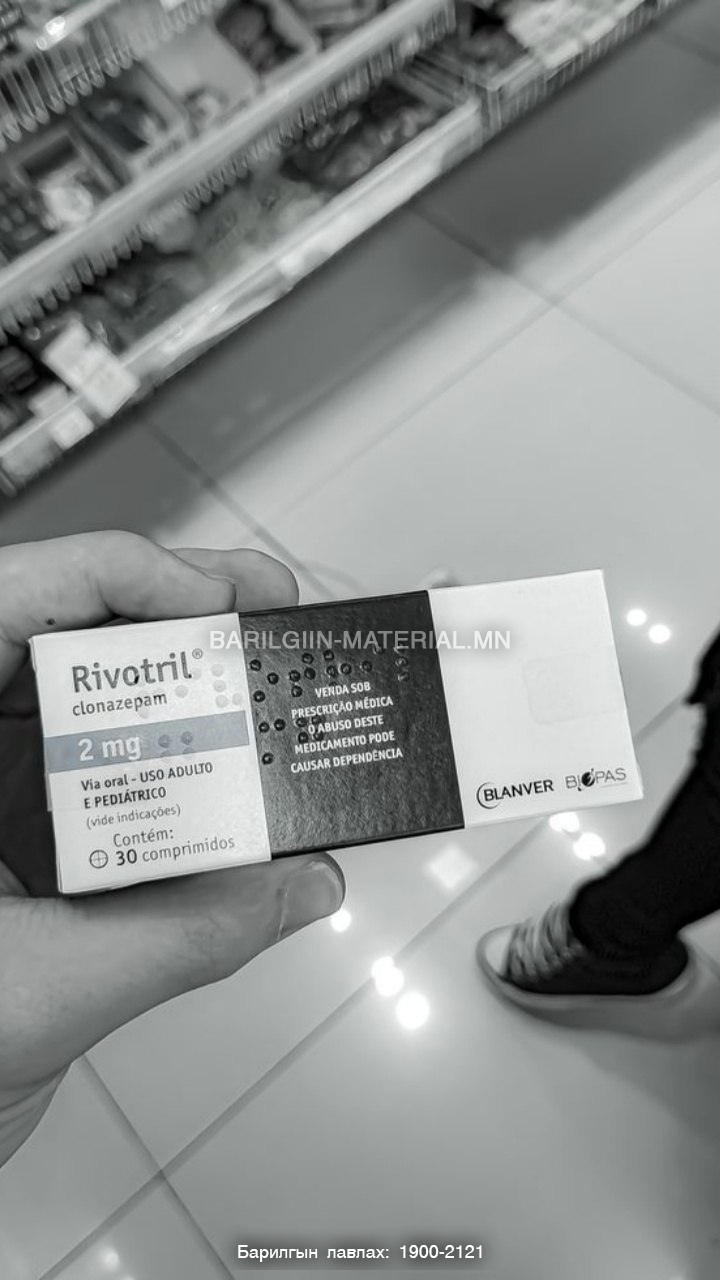 BARILGIIN-MATERIAL.MN
Rivotril®
clonazepam
2 mg
Via oral - USO ADULTO
E PEDIÁTRICO
(vide indicações)
Contém:
30 comprimidos
VENDA SOB
PRESCRIÇÃO MÉDICA
O ABUSO DESTE
MEDICAMENTO PODE
CAUSAR DEPENDÊNCIA
BLANVER
BIOPAS
Барилгын лавлах: 1900-2121